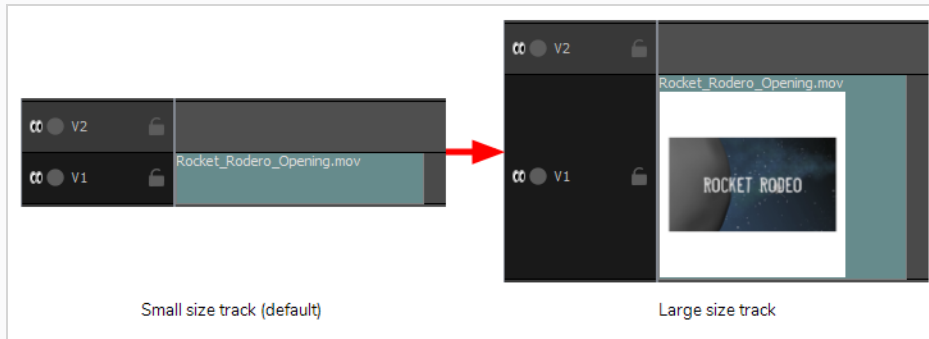 V2
Rocket_Rodero_Opening.mov
V1
Small size track (default)
V2
Rocket_Rodero_Opening.mov
V1
ROCKET RODEO
Large size track